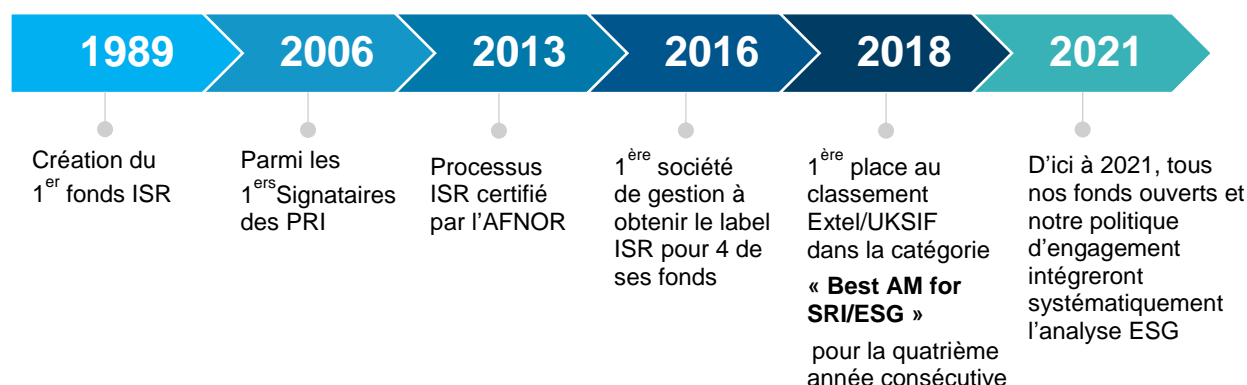 1989
2006
2013
2016
2018
2021
Création du
1er fonds ISR
Parmi les
1ersSignataires
des PRI
Processus
ISR certifié
par l’AFNOR
1ère société
de gestion à
obtenir le label
ISR pour 4 de
ses fonds
1ère place au
classement
Extel/UKSIF
dans la catégorie
« Best AM for
SRI/ESG »
pour la quatrième
année consécutive
D’ici à 2021, tous
nos fonds ouverts et
notre politique
d’engagement
intégreront
systématiquement
l’analyse ESG